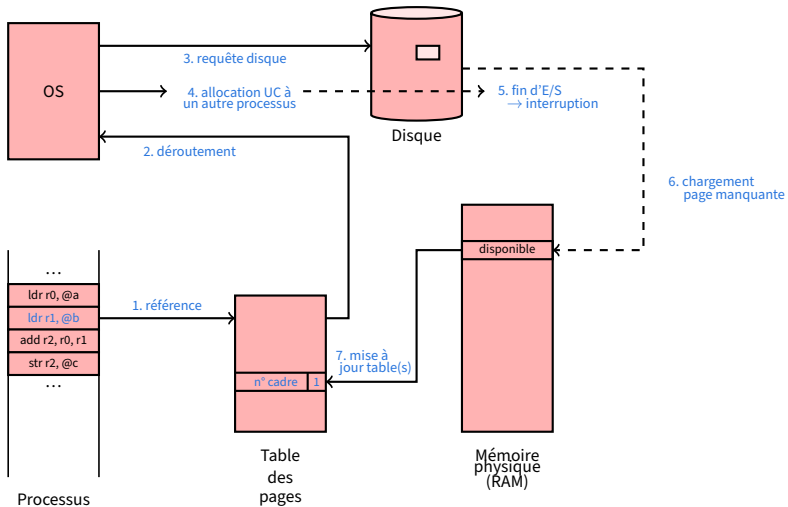 OS
3. requête disque
4. allocation UC à
un autre processus
5. fin d'E/S
→ interruption
Disque
2. déroutement
6. chargement
page manquante
disponible
...
ldr r0, @a
ldr r1, @b
add r2, r0, r1
str r2, @c
...
1. référence
7. mise à
jour table(s)
n° cadre 1
Processus
Table
des
pages
Mémoire
physique
(RAM)